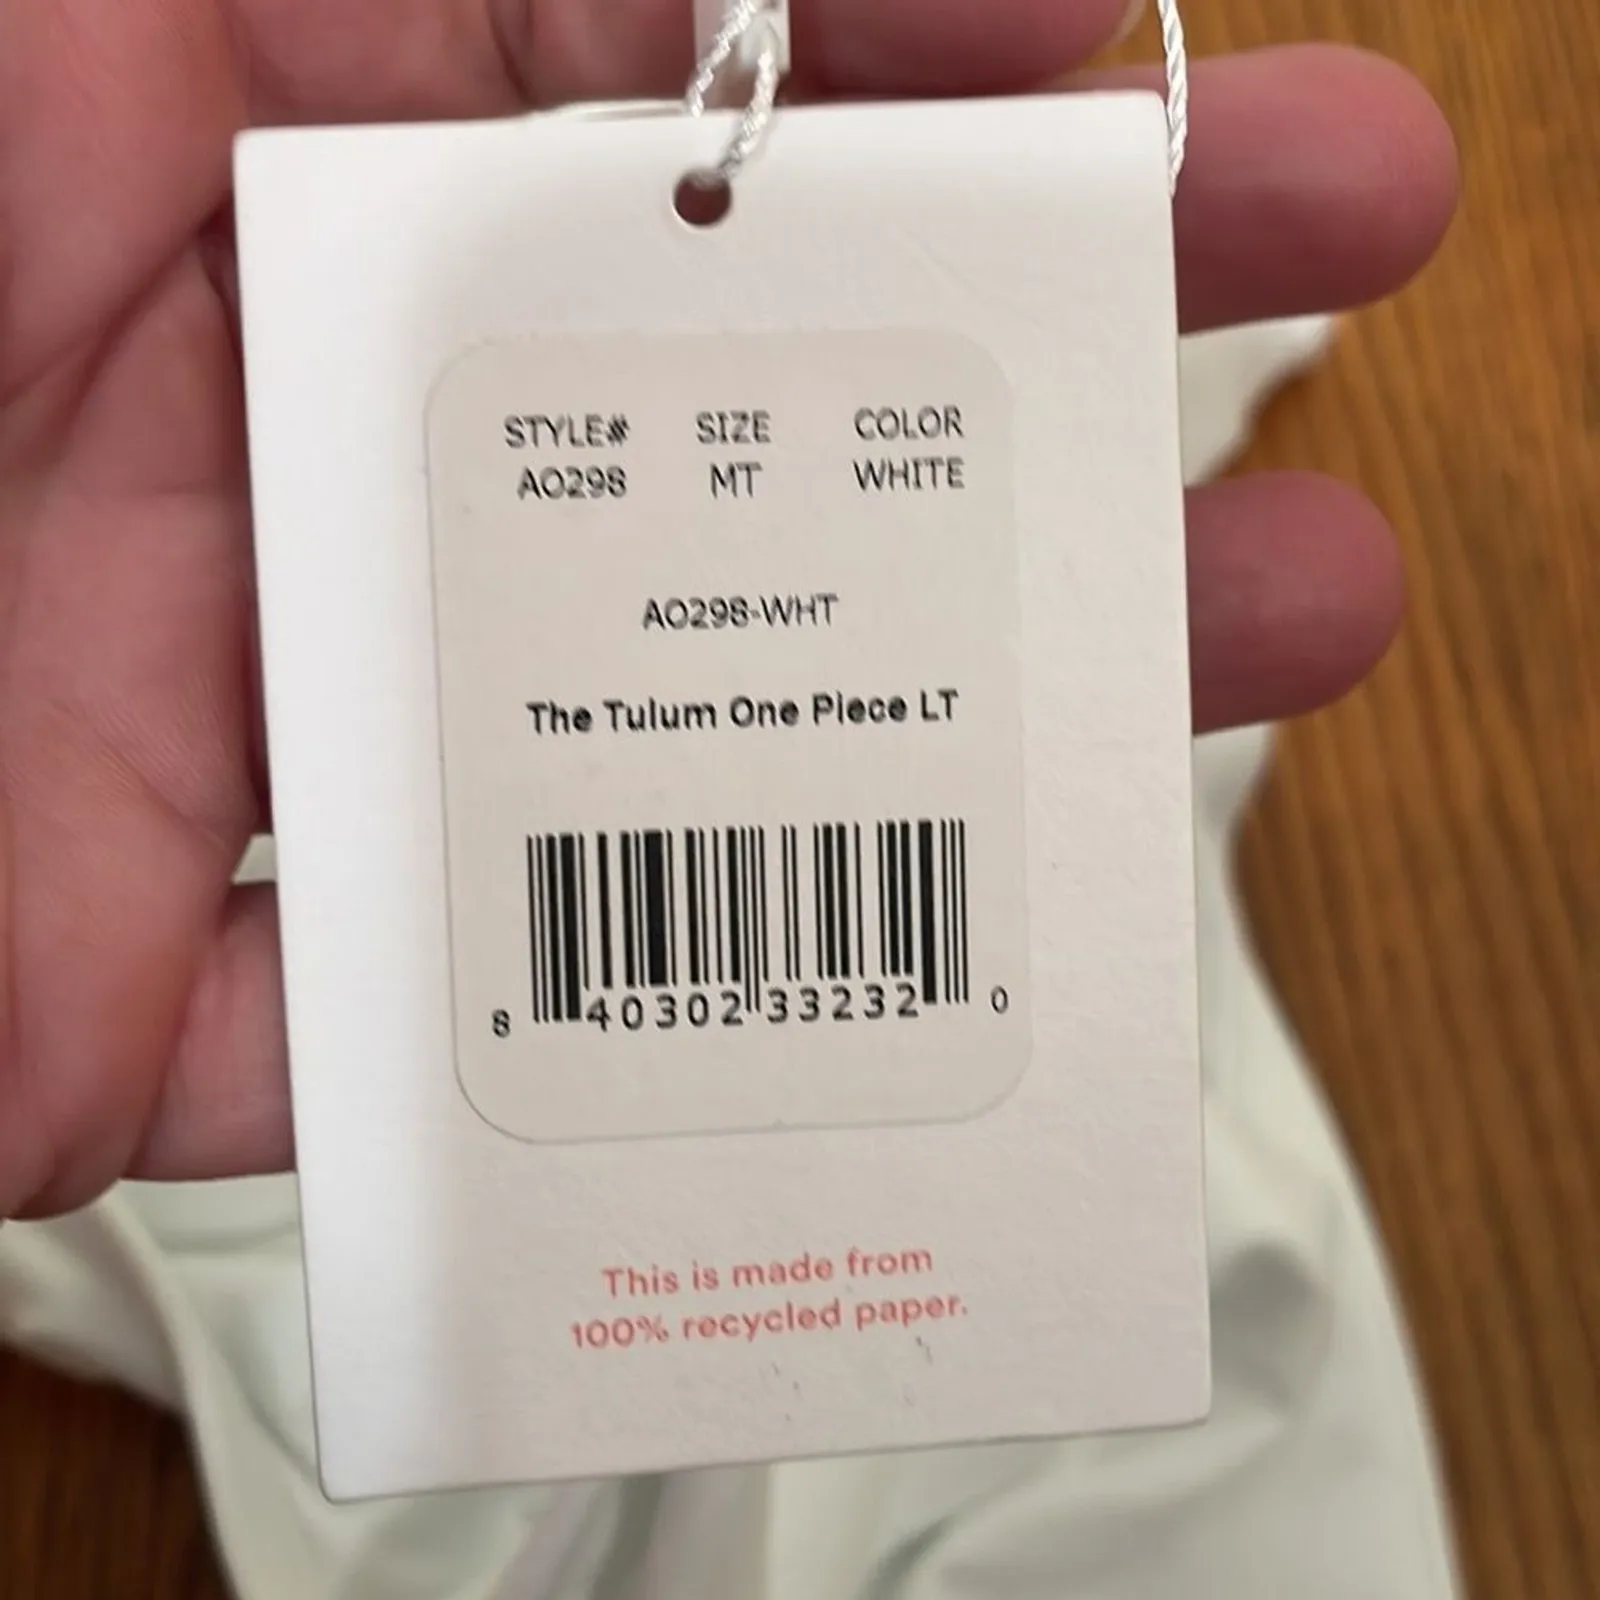 STYLE# SIZE COLOR
AO298 MT WHITE
AO298-WHT
The Tulum One Piece LT
8 40302 33232 0
This is made from
100% recycled paper.